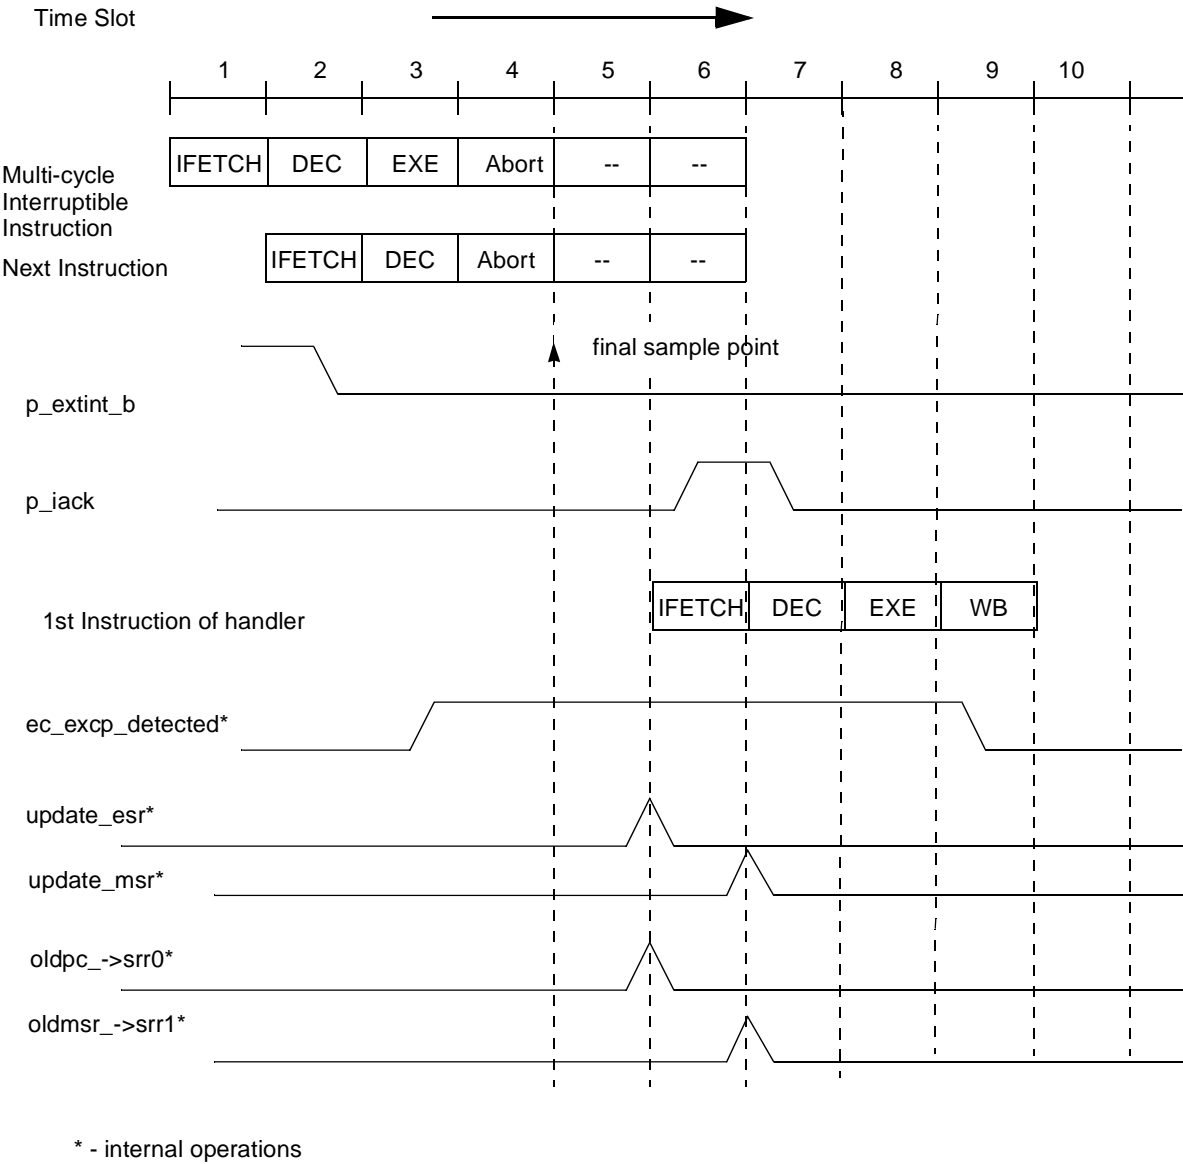 Time Slot
1 2 3 4 5 6 7 8 9 10
IFETCH DEC EXE Abort -- --
Multi-cycle
Interruptible
Instruction
Next Instruction IFETCH DEC Abort -- --
final sample point
p_extint_b
p_iack
1st Instruction of handler IFETCH DEC EXE WB
ec_excp_detected*
update_esr*
update_msr*
oldpc_->srr0*
oldmsr_->srr1*
* - internal operations